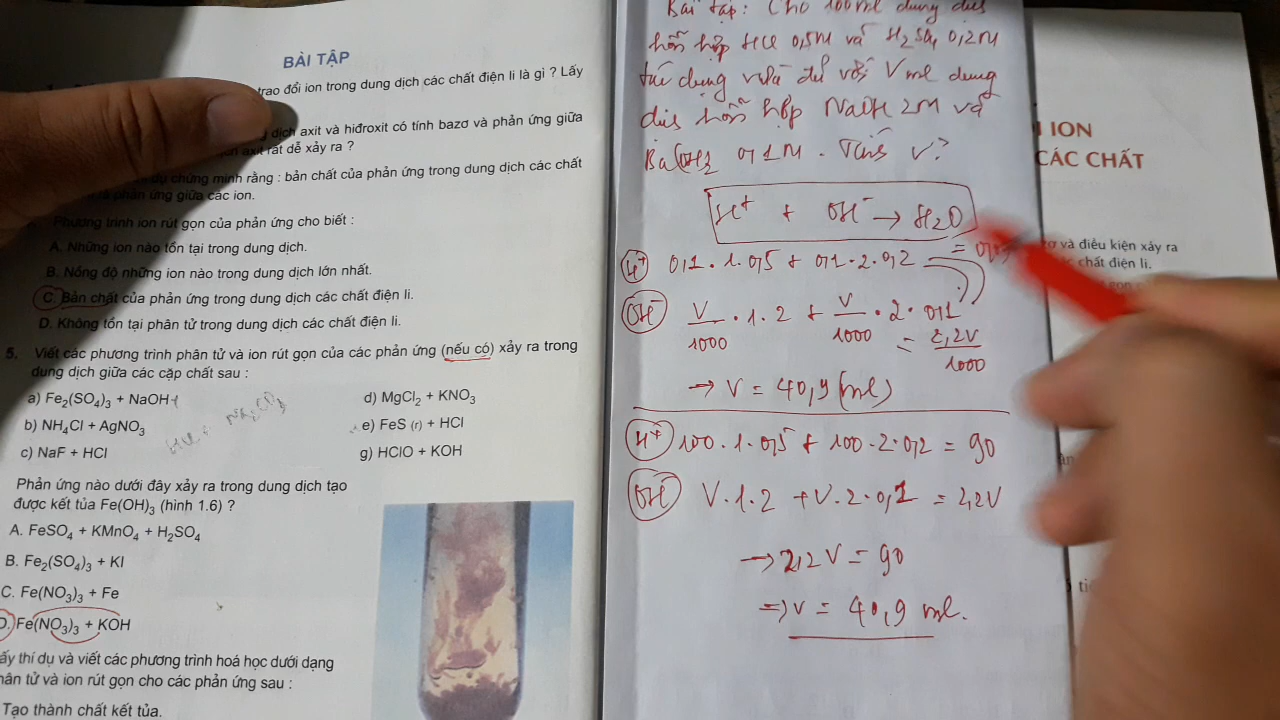 BÀI TẬP
trao đổi ion trong dung dịch các chất điện li là gì ? Lấy
dịch axit và hiđroxit có tính bazơ và phản ứng giữa
axit rất dễ xảy ra ?
chứng minh rằng : bản chất của phản ứng trong dung dịch các chất
là phản ứng giữa các ion.
Phương trình ion rút gọn của phản ứng cho biết :
A. Những ion nào tồn tại trong dung dịch.
B. Nồng độ những ion nào trong dung dịch lớn nhất.
C. Bản chất của phản ứng trong dung dịch các chất điện li.
D. Không tồn tại phân tử trong dung dịch các chất điện li.
5. Viết các phương trình phân tử và ion rút gọn của các phản ứng (nếu có) xảy ra trong
dung dịch giữa các cặp chất sau :
a) Fe₂(SO₄)₃ + NaOH
b) NH₄Cl + AgNO₃
c) NaF + HCl
d) MgCl₂ + KNO₃
e) FeS (r) + HCl
g) HClO + KOH
Phản ứng nào dưới đây xảy ra trong dung dịch tạo
được kết tủa Fe(OH)₃ (hình 1.6) ?
A. FeSO₄ + KMnO₄ + H₂SO₄
B. Fe₂(SO₄)₃ + KI
C. Fe(NO₃)₃ + Fe
D. Fe(NO₃)₃ + KOH
ấy thí dụ và viết các phương trình hoá học dưới dạng
hân tử và ion rút gọn cho các phản ứng sau :
Tạo thành chất kết tủa.
Bài tập: Cho 100ml dung dịch
hỗn hợp HCl 0,5M và H₂SO₄ 0,2M
tác dụng vừa đủ với V ml dung
dịch hỗn hợp NaOH 2M và
Ba(OH)₂ 0,1M. Tính V?
H⁺ + OH⁻ → H₂O
H⁺ 0,1.1.0,5 + 0,1.2.0,2
OH⁻ V/1000 .1.2 + V/1000 .2.0,1
= 2,2V/1000
→ V = 40,9 (ml)
H⁺ 100.1.0,5 + 100.2.0,2 = 90
OH⁻ V.1.2 + V.2.0,1 = 2,2V
→ 2,2V = 90
⇒ V = 40,9 ml.
I ION
CÁC CHẤT
và điều kiện xảy ra
chất điện li.